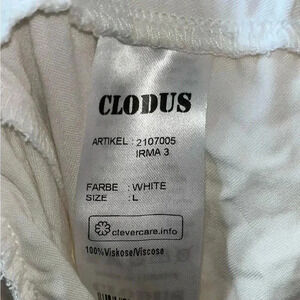 CLODUS
ARTIKEL : 2107005
IRMA 3
FARBE : WHITE
SIZE : L
clevercare.info
100%Viskose/Viscose